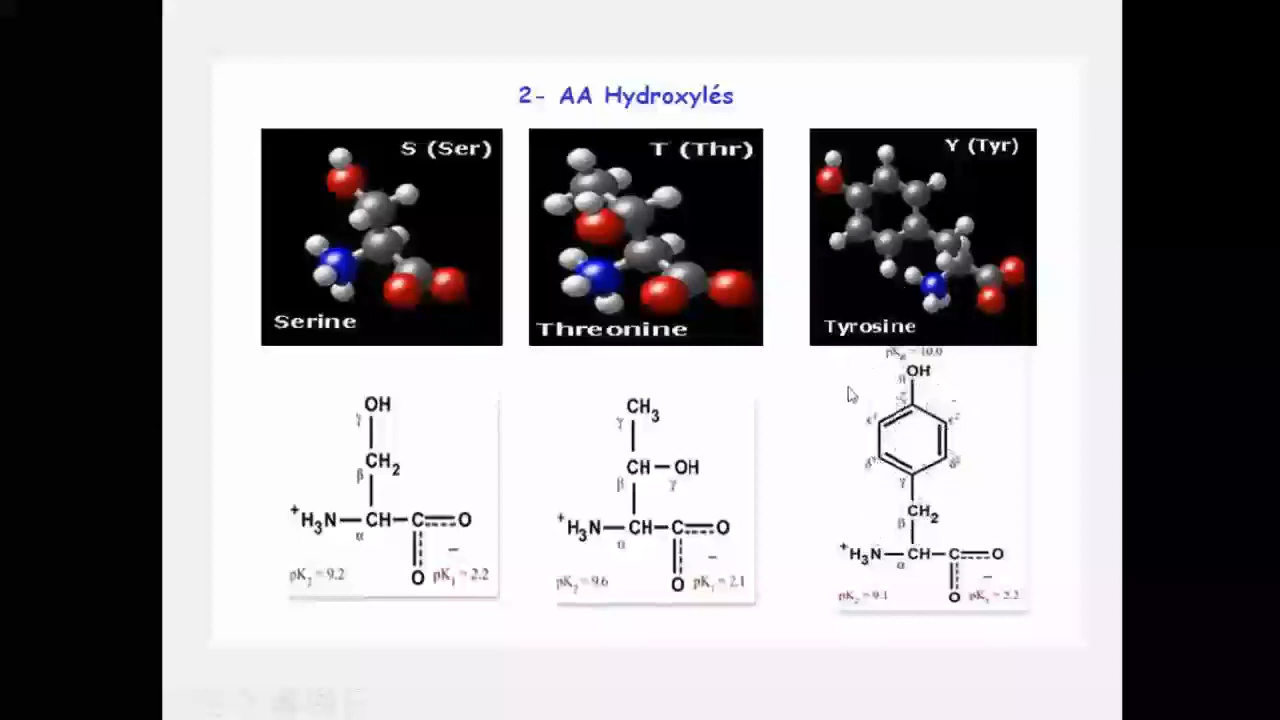 2- AA Hydroxylés
S (Ser)
Serine
T (Thr)
Threonine
Y (Tyr)
Tyrosine
OH
γ
CH₂
β
⁺H₃N—CH—C=O
α
–
O
pK₂ = 9.2
pK₁ = 2.2
CH₃
γ
CH—OH
β
γ
⁺H₃N—CH—C=O
α
–
O
pK₂ = 9.6
pK₁ = 2.1
= 10.0
OH
γ
CH₂
β
⁺H₃N—CH—C=O
α
–
O
pK₂ = 9.1
pK₁ = 2.2